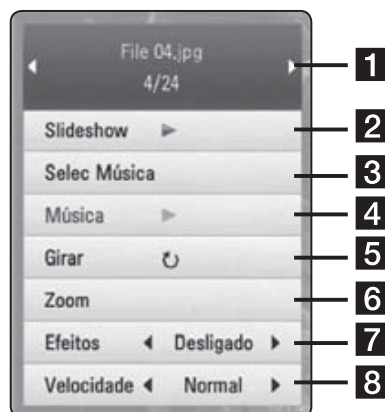 File 04.jpg
4/24
1
Slideshow
2
Selec Música
3
Música
4
Girar
5
Zoom
6
Efeitos Desligado
7
Velocidade Normal
8